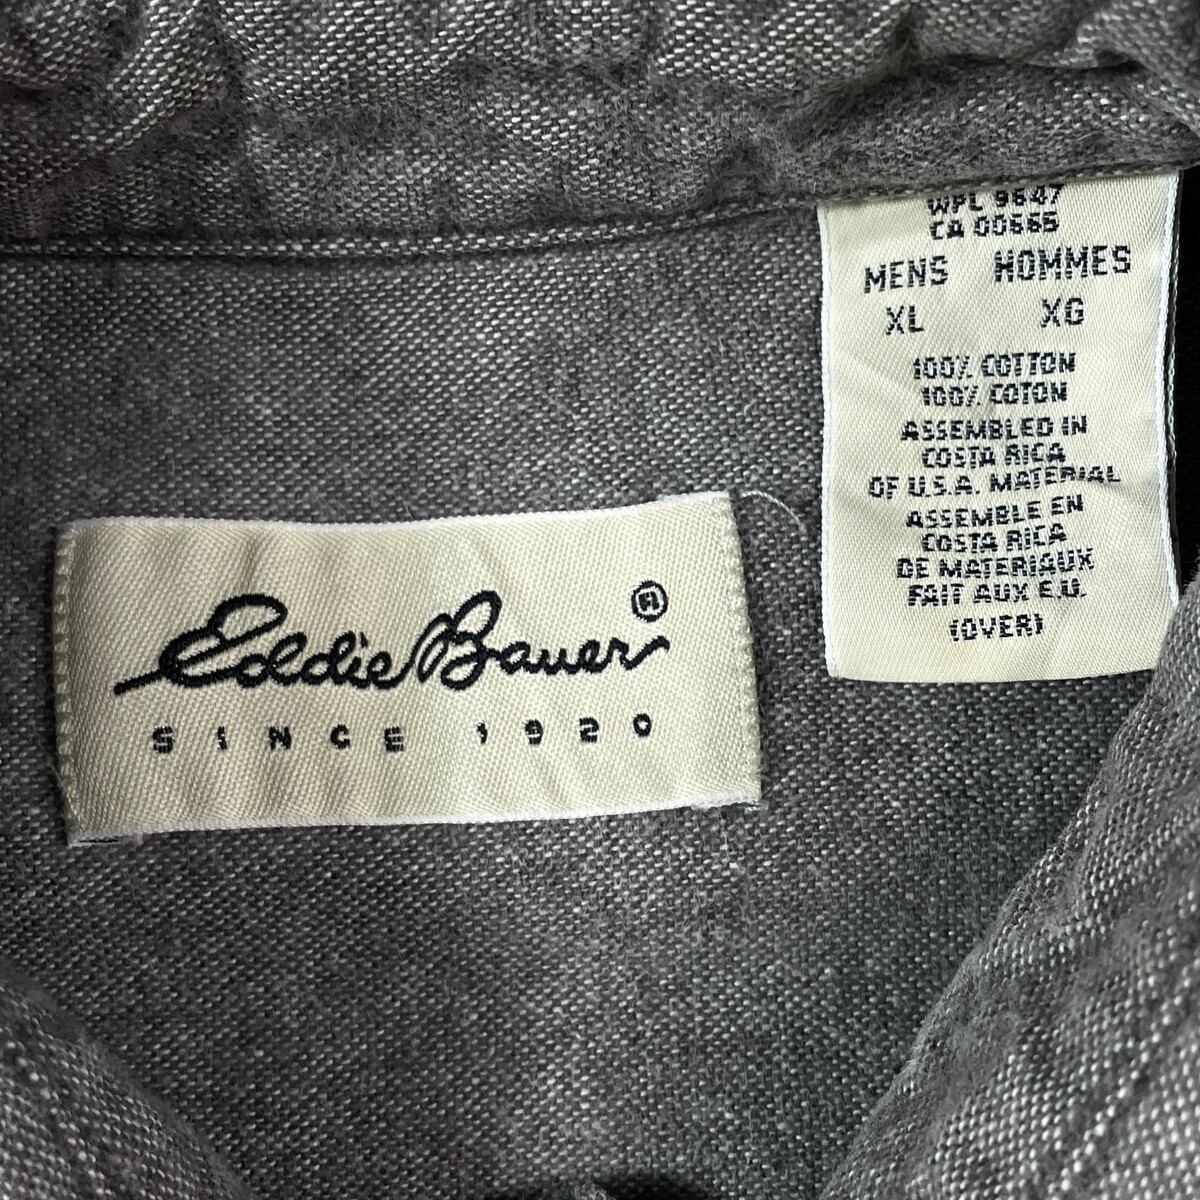 Eddie Bauer®
SINCE 1920
WPL 9647
CA 00665
MENS HOMMES
XL XG
100% COTTON
100% COTON
ASSEMBLED IN
COSTA RICA
OF U.S.A. MATERIAL
ASSEMBLE EN
COSTA RICA
DE MATERIAUX
FAIT AUX E.U.
(OVER)